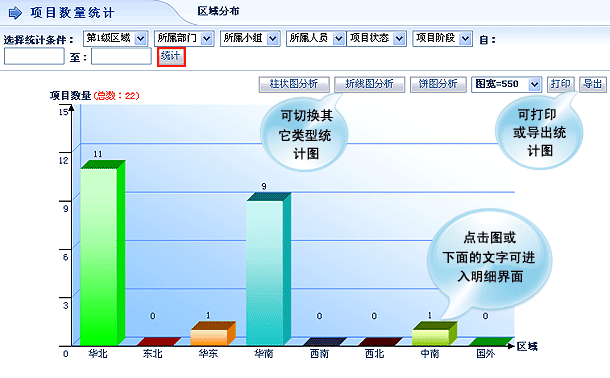 项目数量统计
区域分布
选择统计条件： 第1级区域 所属部门 所属小组 所属人员 项目状态 项目阶段 自：
至： 统计
柱状图分析 折线图分析 饼图分析 图宽=550 打印 导出
项目数量 (总数：22)
可切换其
它类型统
计图
可打印
或导出统
计图
点击图或
下面的文字可进
入明细界面
15
12
9
6
3
0
11
0
1
9
0
0
1
0
华北 东北 华东 华南 西南 西北 中南 国外
区域